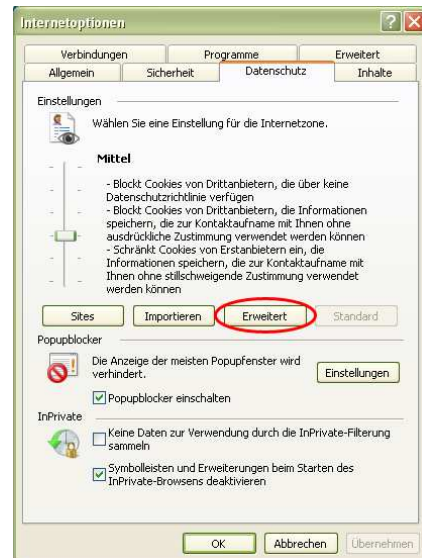 Internetoptionen
Verbindungen Programme Erweitert
Allgemein Sicherheit Datenschutz Inhalte
Einstellungen
Wählen Sie eine Einstellung für die Internetzone.
Mittel
- Blockt Cookies von Drittanbietern, die über keine
Datenschutzrichtlinie verfügen
- Blockt Cookies von Drittanbietern, die Informationen
speichern, die zur Kontaktaufname mit Ihnen ohne
ausdrückliche Zustimmung verwendet werden können
- Schränkt Cookies von Erstanbietern ein, die
Informationen speichern, die zur Kontaktaufname mit
Ihnen ohne stillschweigende Zustimmung verwendet
werden können
Sites Importieren Erweitert Standard
Popupblocker
Die Anzeige der meisten Popupfenster wird
verhindert.
Einstellungen
Popupblocker einschalten
InPrivate
Keine Daten zur Verwendung durch die InPrivate-Filterung
sammeln
Symbolleisten und Erweiterungen beim Starten des
InPrivate-Browsens deaktivieren
OK Abbrechen Übernehmen